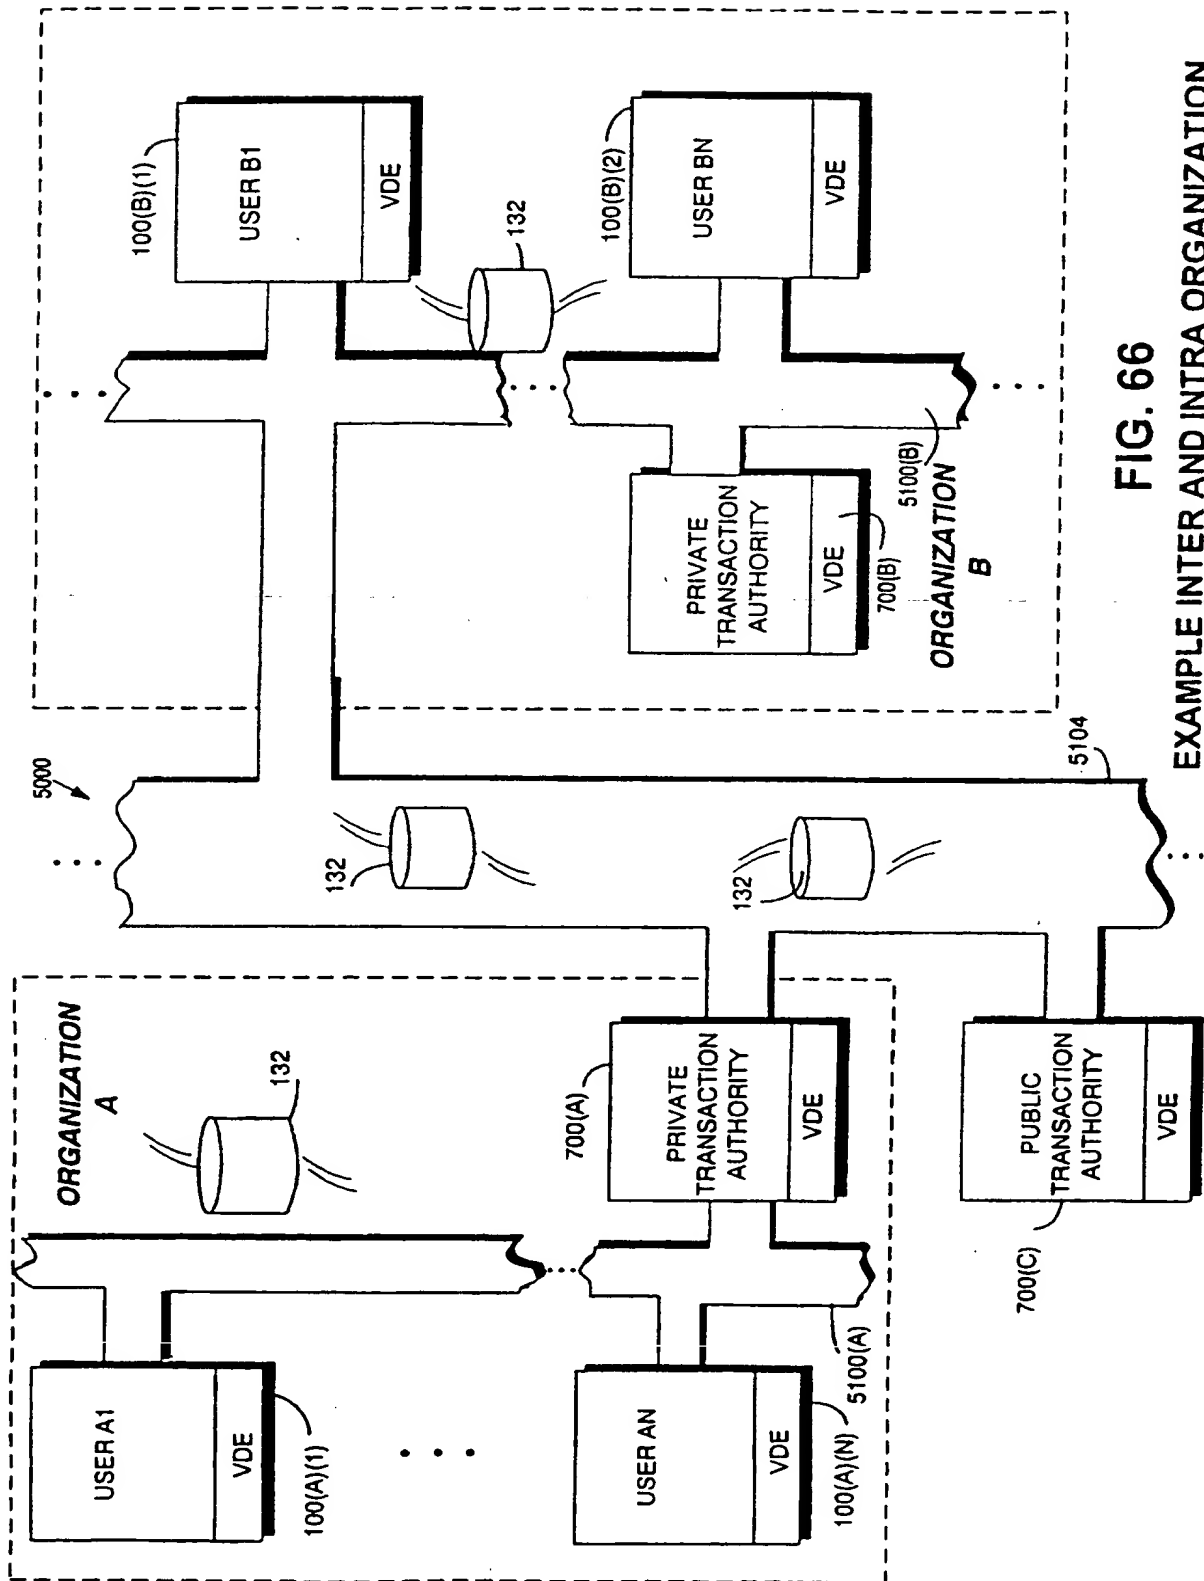 ORGANIZATION
A
132
USER A1
VDE
100(A)(1)
USER AN
VDE
100(A)(N)
5100(A)
700(A)
PRIVATE
TRANSACTION
AUTHORITY
VDE
700(C)
PUBLIC
TRANSACTION
AUTHORITY
VDE
5000
132
132
5104
100(B)(1)
USER B1
VDE
132
100(B)(2)
USER BN
VDE
PRIVATE
TRANSACTION
AUTHORITY
VDE
700(B)
5100(B)
ORGANIZATION
B
FIG. 66
EXAMPLE INTER AND INTRA ORGANIZATION